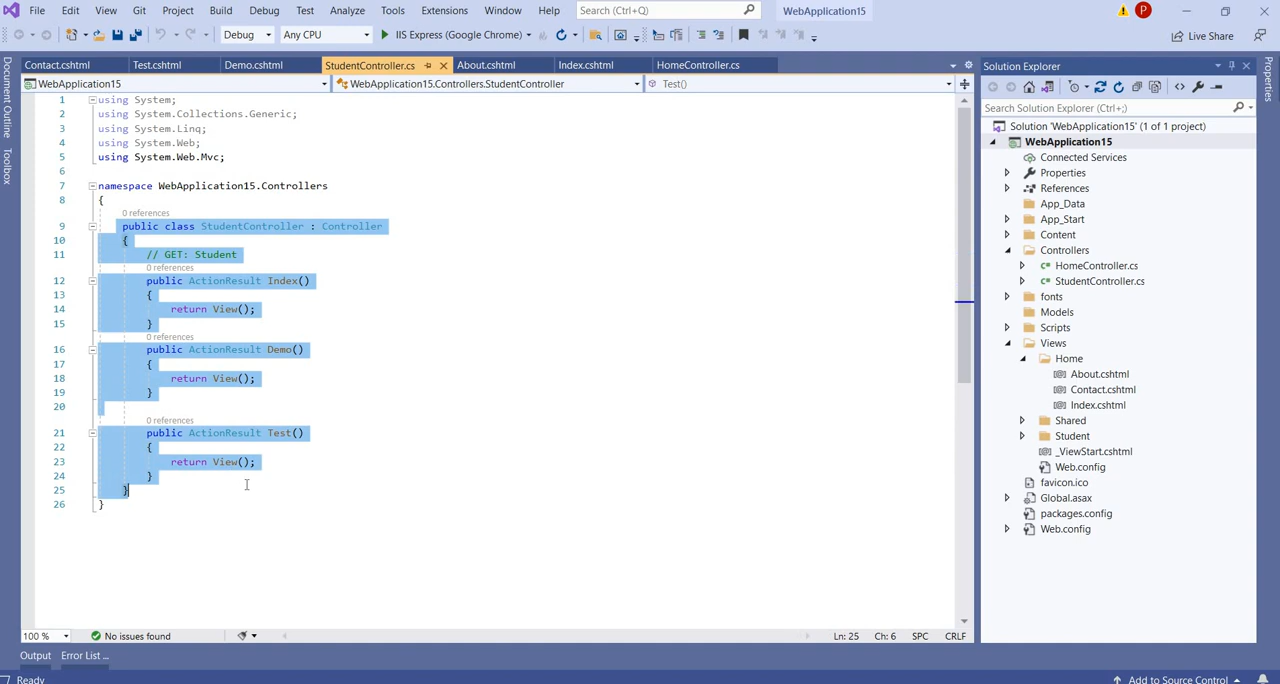 File Edit View Git Project Build Debug Test Analyze Tools Extensions Window Help Search (Ctrl+Q) WebApplication15 P
Debug Any CPU IIS Express (Google Chrome) Live Share
Contact.cshtml Test.cshtml Demo.cshtml StudentController.cs About.cshtml Index.cshtml HomeController.cs
WebApplication15 WebApplication15.Controllers.StudentController Test()
1 using System;
2 using System.Collections.Generic;
3 using System.Linq;
4 using System.Web;
5 using System.Web.Mvc;
6
7 namespace WebApplication15.Controllers
8 {
0 references
9 public class StudentController : Controller
10 {
11 // GET: Student
0 references
12 public ActionResult Index()
13 {
14 return View();
15 }
0 references
16 public ActionResult Demo()
17 {
18 return View();
19 }
20
0 references
21 public ActionResult Test()
22 {
23 return View();
24 }
25 }
26 }
100 % No issues found Ln: 25 Ch: 6 SPC CRLF
Output Error List ...
Ready Add to Source Control
Document Outline
Toolbox
Solution Explorer
Search Solution Explorer (Ctrl+;)
Solution 'WebApplication15' (1 of 1 project)
WebApplication15
Connected Services
Properties
References
App_Data
App_Start
Content
Controllers
HomeController.cs
StudentController.cs
fonts
Models
Scripts
Views
Home
About.cshtml
Contact.cshtml
Index.cshtml
Shared
Student
_ViewStart.cshtml
Web.config
favicon.ico
Global.asax
packages.config
Web.config
Properties